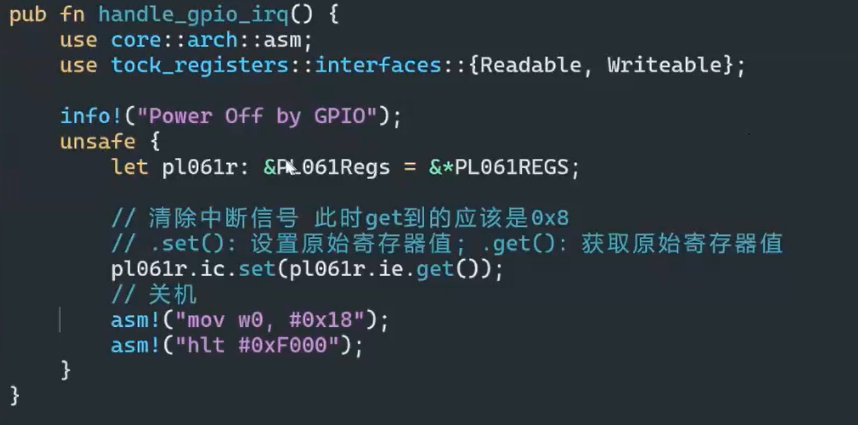 pub fn handle_gpio_irq() {
    use core::arch::asm;
    use tock_registers::interfaces::{Readable, Writeable};

    info!("Power Off by GPIO");
    unsafe {
        let pl061r: &PL061Regs = &*PL061REGS;

        // 清除中断信号 此时get到的应该是0x8
        // .set(): 设置原始寄存器值; .get(): 获取原始寄存器值
        pl061r.ic.set(pl061r.ie.get());
        // 关机
        asm!("mov w0, #0x18");
        asm!("hlt #0xF000");
    }
}